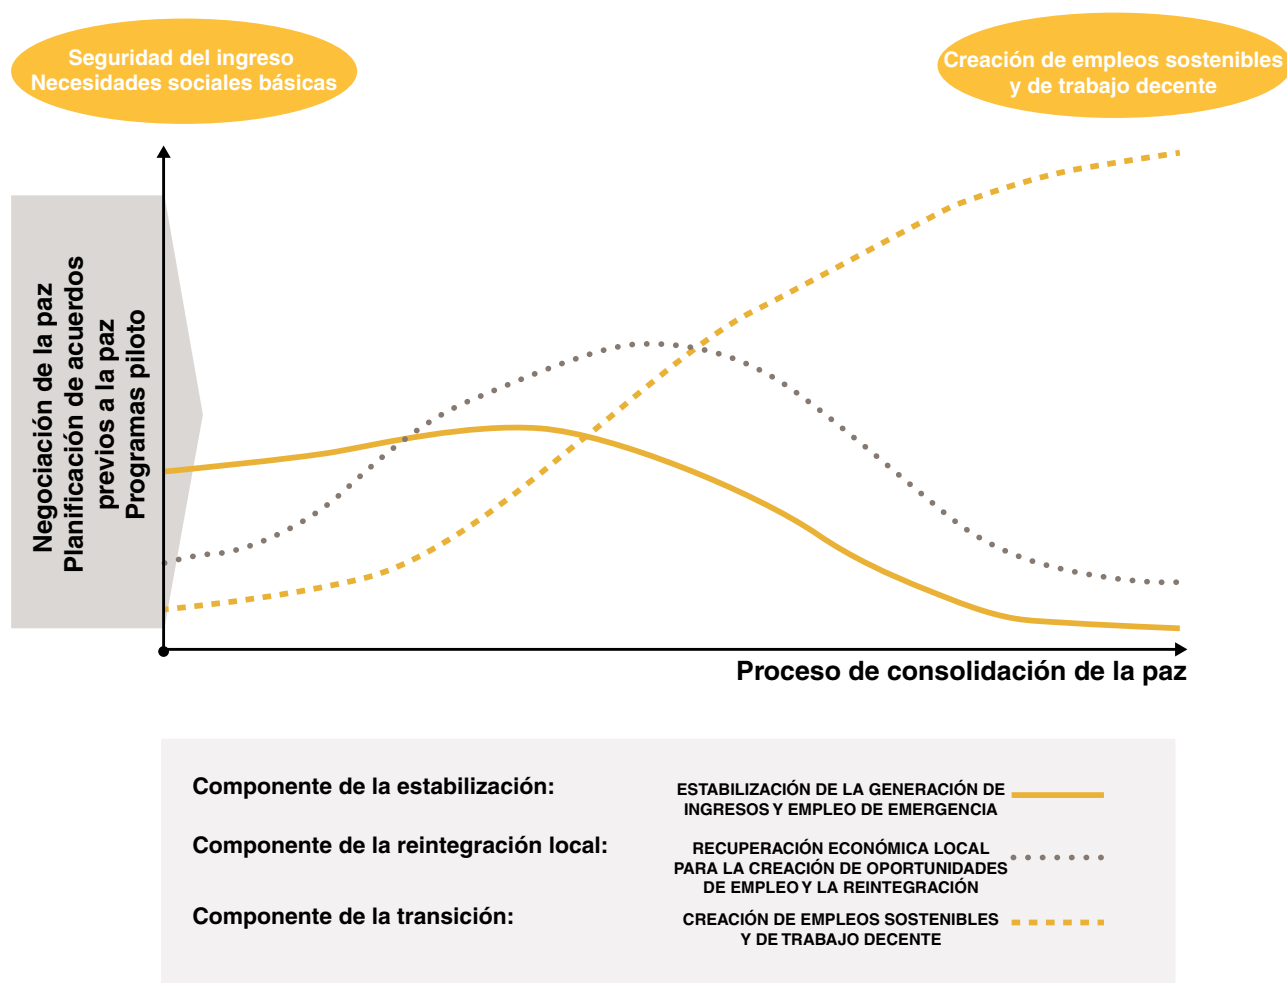 Seguridad del ingreso
Necesidades sociales básicas
Creación de empleos sostenibles
y de trabajo decente
Negociación de la paz
Planificación de acuerdos
previos a la paz
Programas piloto
Proceso de consolidación de la paz
Componente de la estabilización:
ESTABILIZACIÓN DE LA GENERACIÓN DE
INGRESOS Y EMPLEO DE EMERGENCIA
Componente de la reintegración local:
RECUPERACIÓN ECONÓMICA LOCAL
PARA LA CREACIÓN DE OPORTUNIDADES
DE EMPLEO Y LA REINTEGRACIÓN
Componente de la transición:
CREACIÓN DE EMPLEOS SOSTENIBLES
Y DE TRABAJO DECENTE